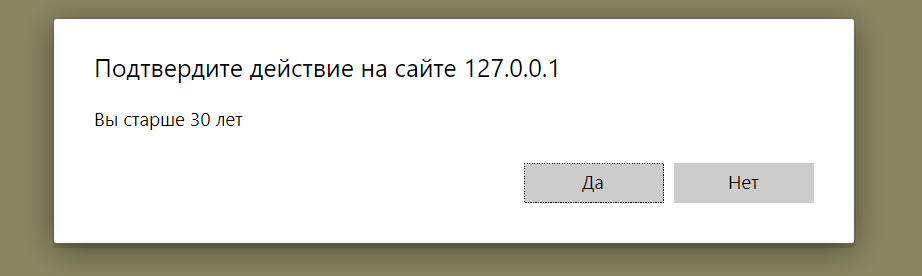 Подтвердите действие на сайте 127.0.0.1
Вы старше 30 лет
Да Нет